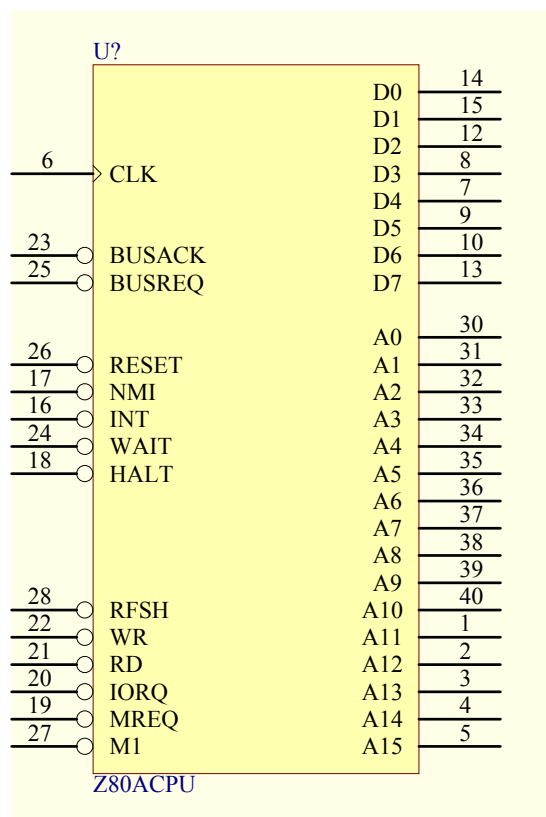 U?
D0 14
D1 15
D2 12
6 CLK D3 8
D4 7
D5 9
23 BUSACK D6 10
25 BUSREQ D7 13
A0 30
26 RESET A1 31
17 NMI A2 32
16 INT A3 33
24 WAIT A4 34
18 HALT A5 35
A6 36
A7 37
A8 38
A9 39
28 RFSH A10 40
22 WR A11 1
21 RD A12 2
20 IORQ A13 3
19 MREQ A14 4
27 M1 A15 5
Z80ACPU